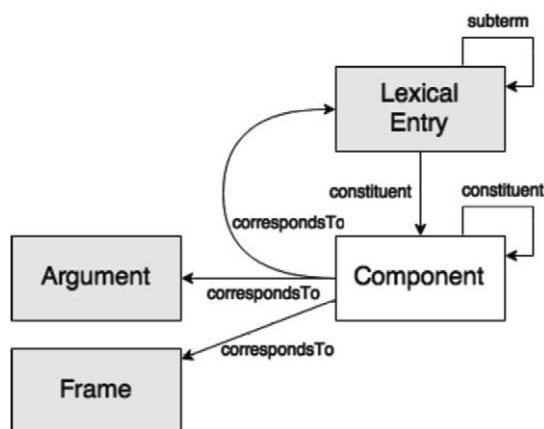 subterm
Lexical
Entry
constituent
constituent
correspondsTo
Argument
Component
correspondsTo
correspondsTo
Frame